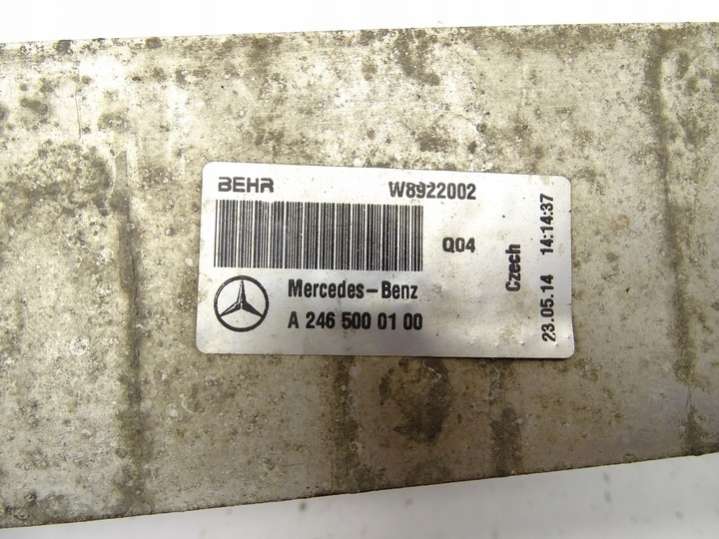 BEHR W8922002
Q04
Mercedes-Benz
A 246 500 01 00
Czech
23.05.14 14:14:37